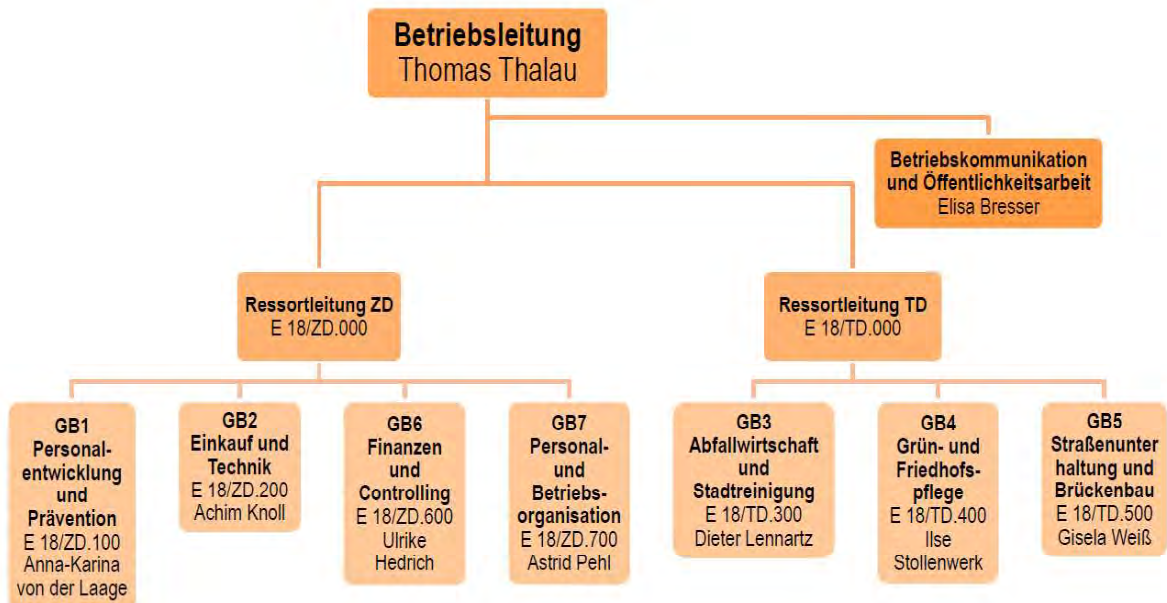 Betriebsleitung
Thomas Thalau
Betriebskommunikation
und Öffentlichkeitsarbeit
Elisa Bresser
Ressortleitung ZD
E 18/ZD.000
Ressortleitung TD
E 18/TD.000
GB1
Personal-
entwicklung
und
Prävention
E 18/ZD.100
Anna-Karina
von der Laage
GB2
Einkauf und
Technik
E 18/ZD.200
Achim Knoll
GB6
Finanzen
und
Controlling
E 18/ZD.600
Ulrike
Hedrich
GB7
Personal-
und
Betriebs-
organisation
E 18/ZD.700
Astrid Pehl
GB3
Abfallwirtschaft
und
Stadtreinigung
E 18/TD.300
Dieter Lennartz
GB4
Grün- und
Friedhofs-
pflege
E 18/TD.400
Ilse
Stollenwerk
GB5
Straßenunter
haltung und
Brückenbau
E 18/TD.500
Gisela Weiß